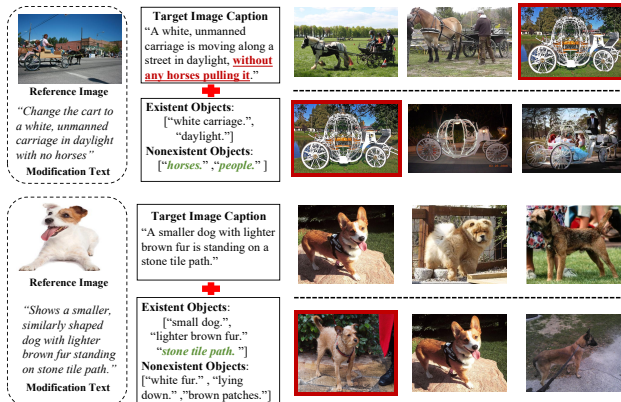 Reference Image
“Change the cart to
a white, unmanned
carriage in daylight
with no horses”
Modification Text
Target Image Caption
“A white, unmanned
carriage is moving along a
street in daylight, without
any horses pulling it.”
Existent Objects:
[“white carriage.”,
“daylight.”]
Nonexistent Objects:
[“horses.” ,“people.” ]
Reference Image
“Shows a smaller,
similarly shaped
dog with lighter
brown fur standing
on stone tile path.”
Modification Text
Target Image Caption
“A smaller dog with lighter
brown fur is standing on a
stone tile path.”
Existent Objects:
[“small dog.”,
“lighter brown fur.”
“stone tile path. ”]
Nonexistent Objects:
[“white fur.” , “lying
down.” ,”brown patches.”]